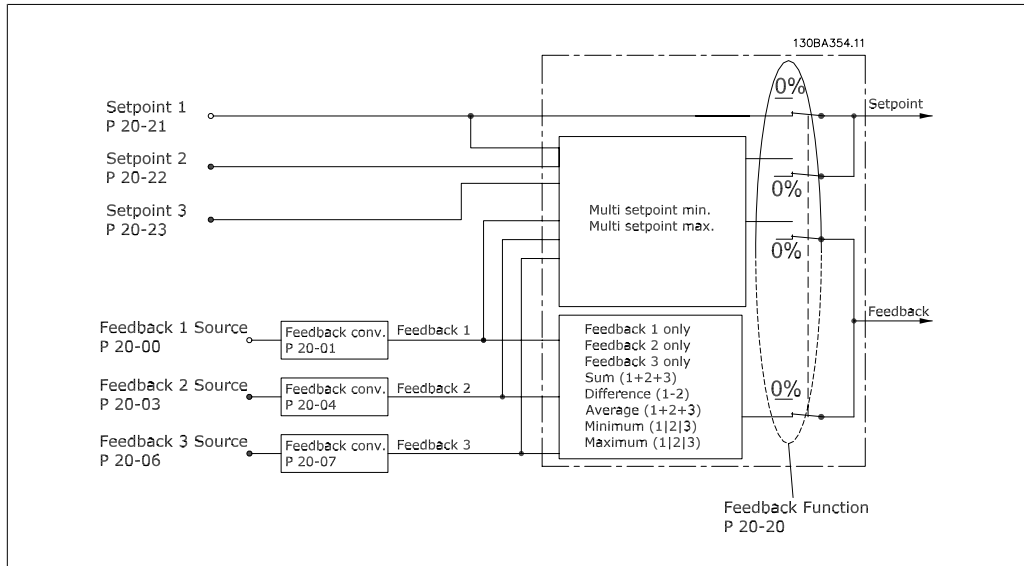 130BA354.11
0%
Setpoint 1
P 20-21
Setpoint
Setpoint 2
P 20-22
0%
Setpoint 3
P 20-23
Multi setpoint min.
Multi setpoint max.
0%
Feedback
Feedback 1 Source
P 20-00
Feedback conv.
P 20-01
Feedback 1
Feedback 2 Source
P 20-03
Feedback conv.
P 20-04
Feedback 2
Feedback 3 Source
P 20-06
Feedback conv.
P 20-07
Feedback 3
Feedback 1 only
Feedback 2 only
Feedback 3 only
Sum (1+2+3)
Difference (1-2)
Average (1+2+3)
Minimum (1|2|3)
Maximum (1|2|3)
0%
Feedback Function
P 20-20